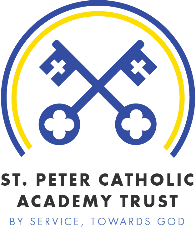 ST. PETER CATHOLIC
ACADEMY TRUST
BY SERVICE, TOWARDS GOD